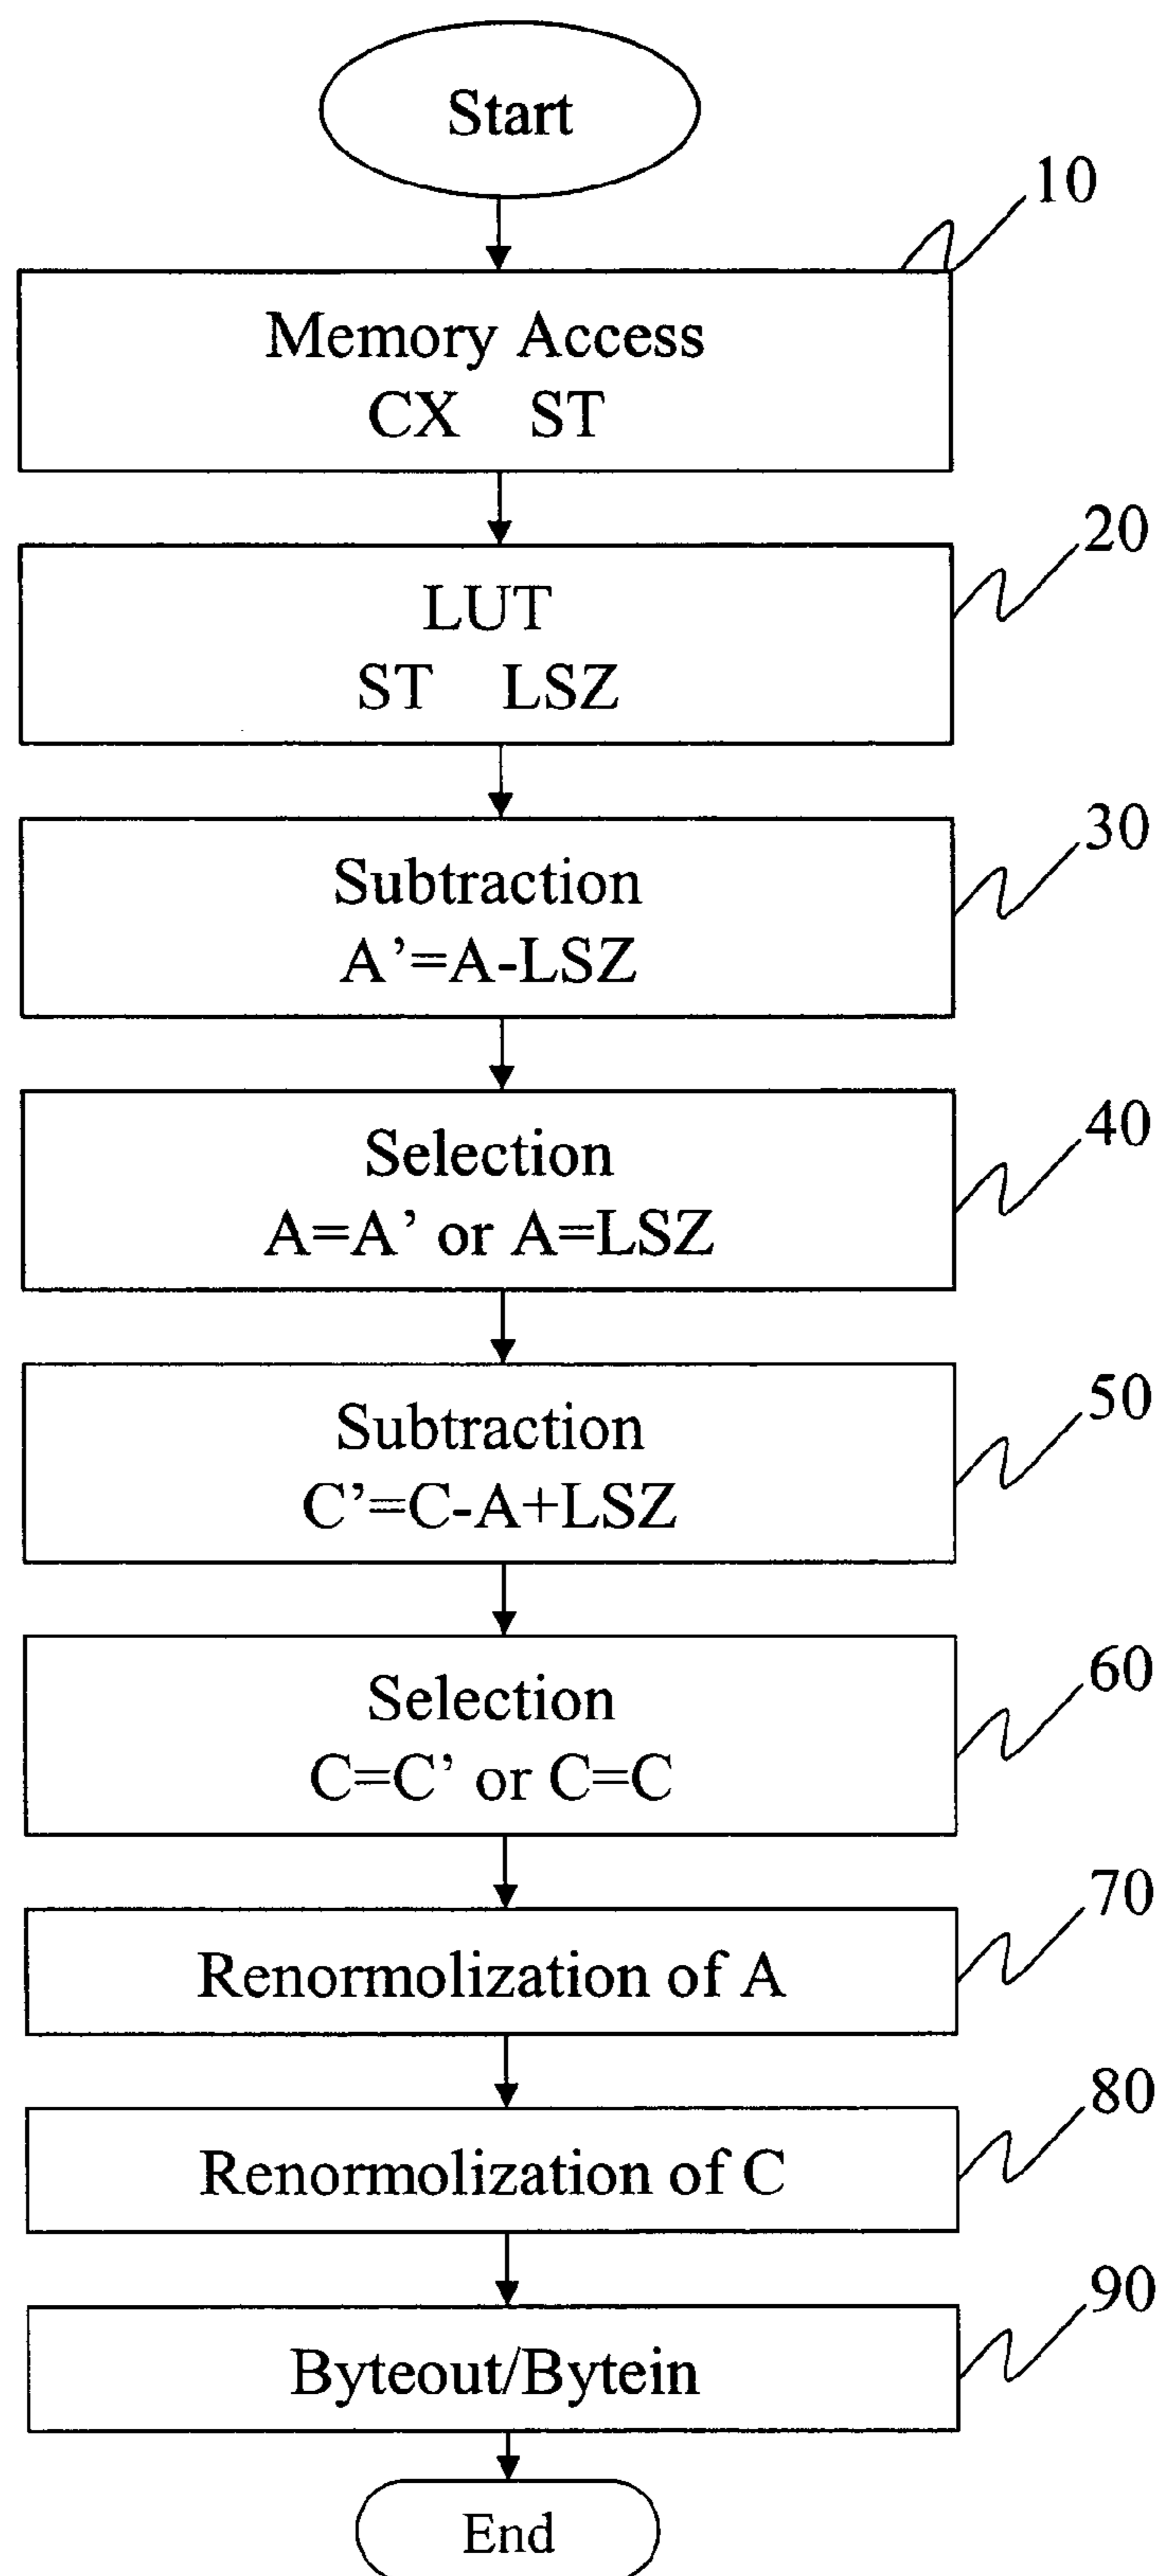 Start
10
Memory Access
CX ST
20
LUT
ST LSZ
30
Subtraction
A’=A-LSZ
40
Selection
A=A’ or A=LSZ
50
Subtraction
C’=C-A+LSZ
60
Selection
C=C’ or C=C
70
Renormolization of A
80
Renormolization of C
90
Byteout/Bytein
End